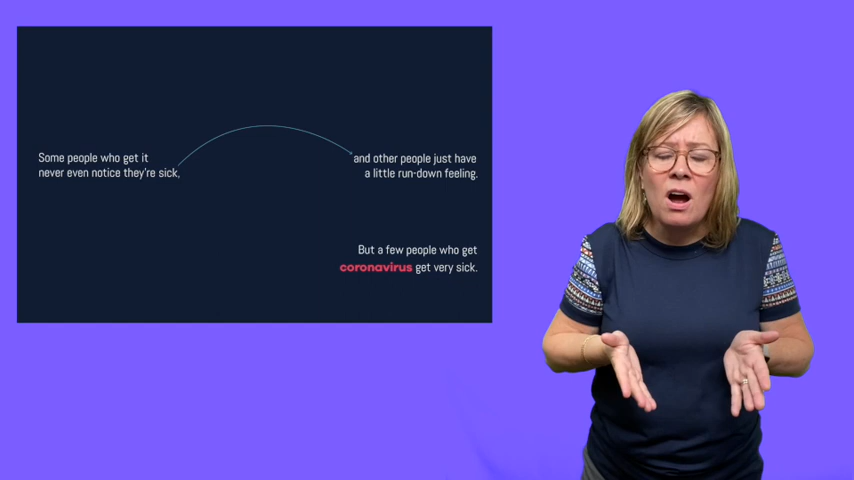 Some people who get it
never even notice they're sick,
and other people just have
a little run-down feeling.
But a few people who get
coronavirus get very sick.